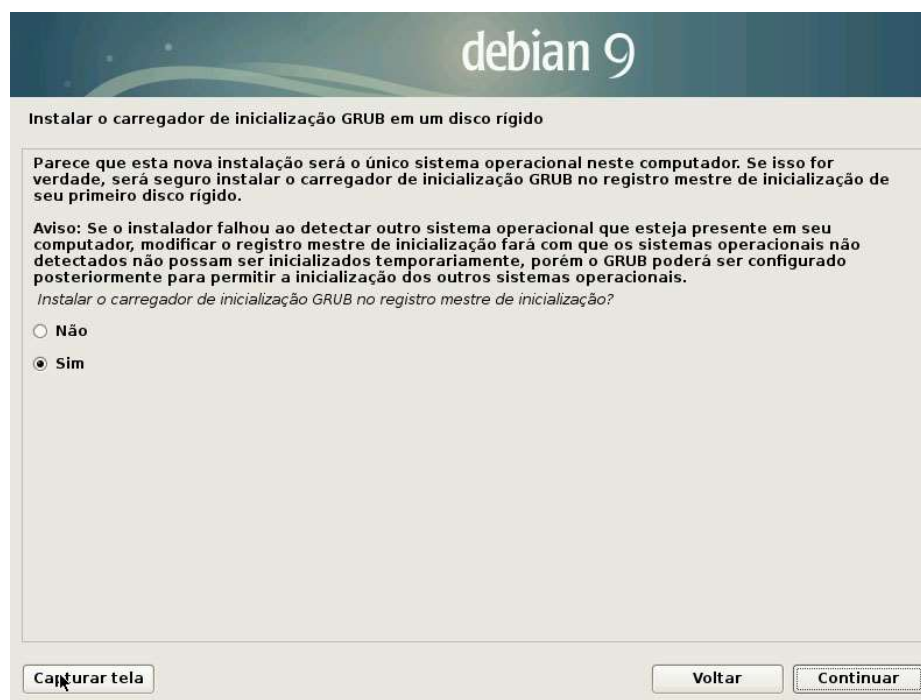 debian 9
Instalar o carregador de inicialização GRUB em um disco rígido
Parece que esta nova instalação será o único sistema operacional neste computador. Se isso for
verdade, será seguro instalar o carregador de inicialização GRUB no registro mestre de inicialização de
seu primeiro disco rígido.
Aviso: Se o instalador falhou ao detectar outro sistema operacional que esteja presente em seu
computador, modificar o registro mestre de inicialização fará com que os sistemas operacionais não
detectados não possam ser inicializados temporariamente, porém o GRUB poderá ser configurado
posteriormente para permitir a inicialização dos outros sistemas operacionais.
Instalar o carregador de inicialização GRUB no registro mestre de inicialização?
Não
Sim
Capturar tela
Voltar
Continuar